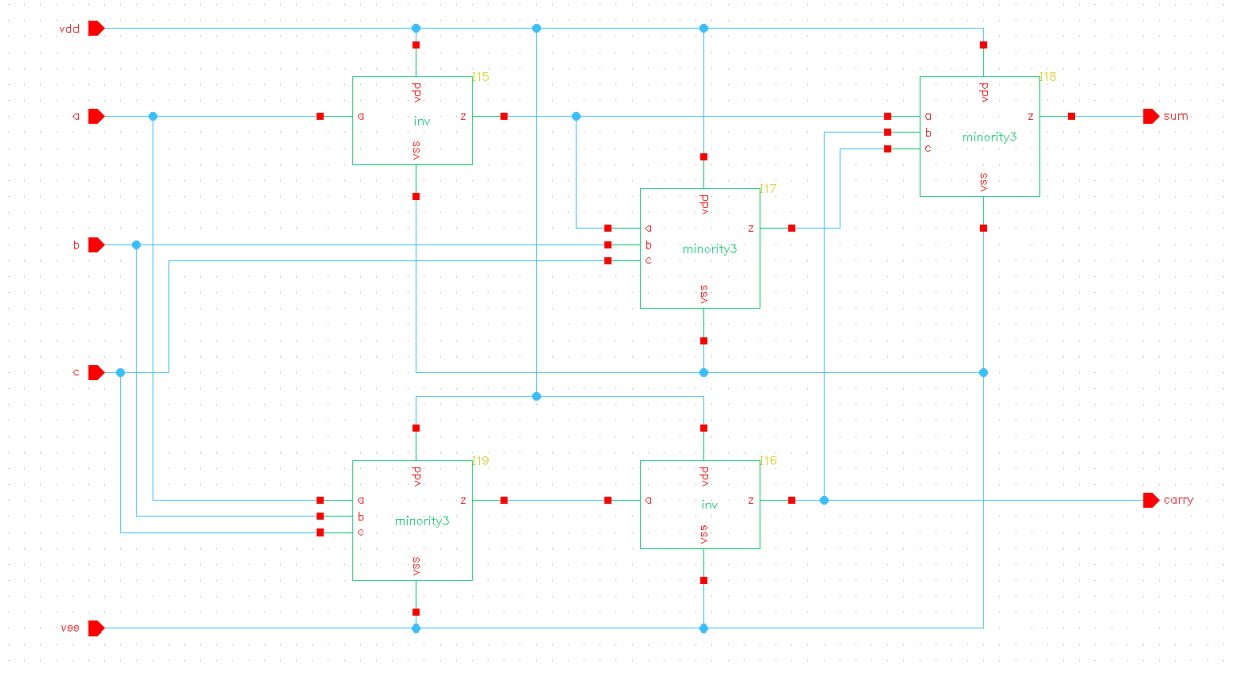 vdd
I15
I18
vdd
vdd
a
a
z
inv
a
z
sum
b
minority3
c
vss
I17
vss
vdd
a
z
b
b
minority3
c
vss
c
I19
I16
vdd
vdd
a
z
a
z
carry
b
minority3
inv
c
vss
vss
vss